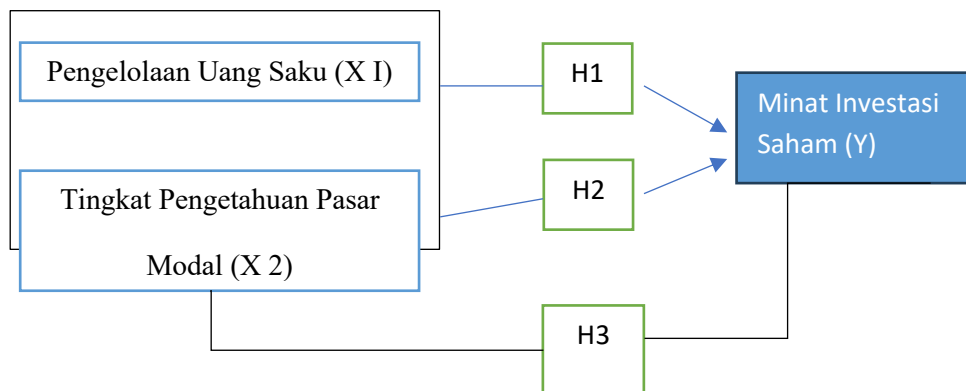 Pengelolaan Uang Saku (X I)
H1
Minat Investasi
Saham (Y)
Tingkat Pengetahuan Pasar
Modal (X 2)
H2
H3